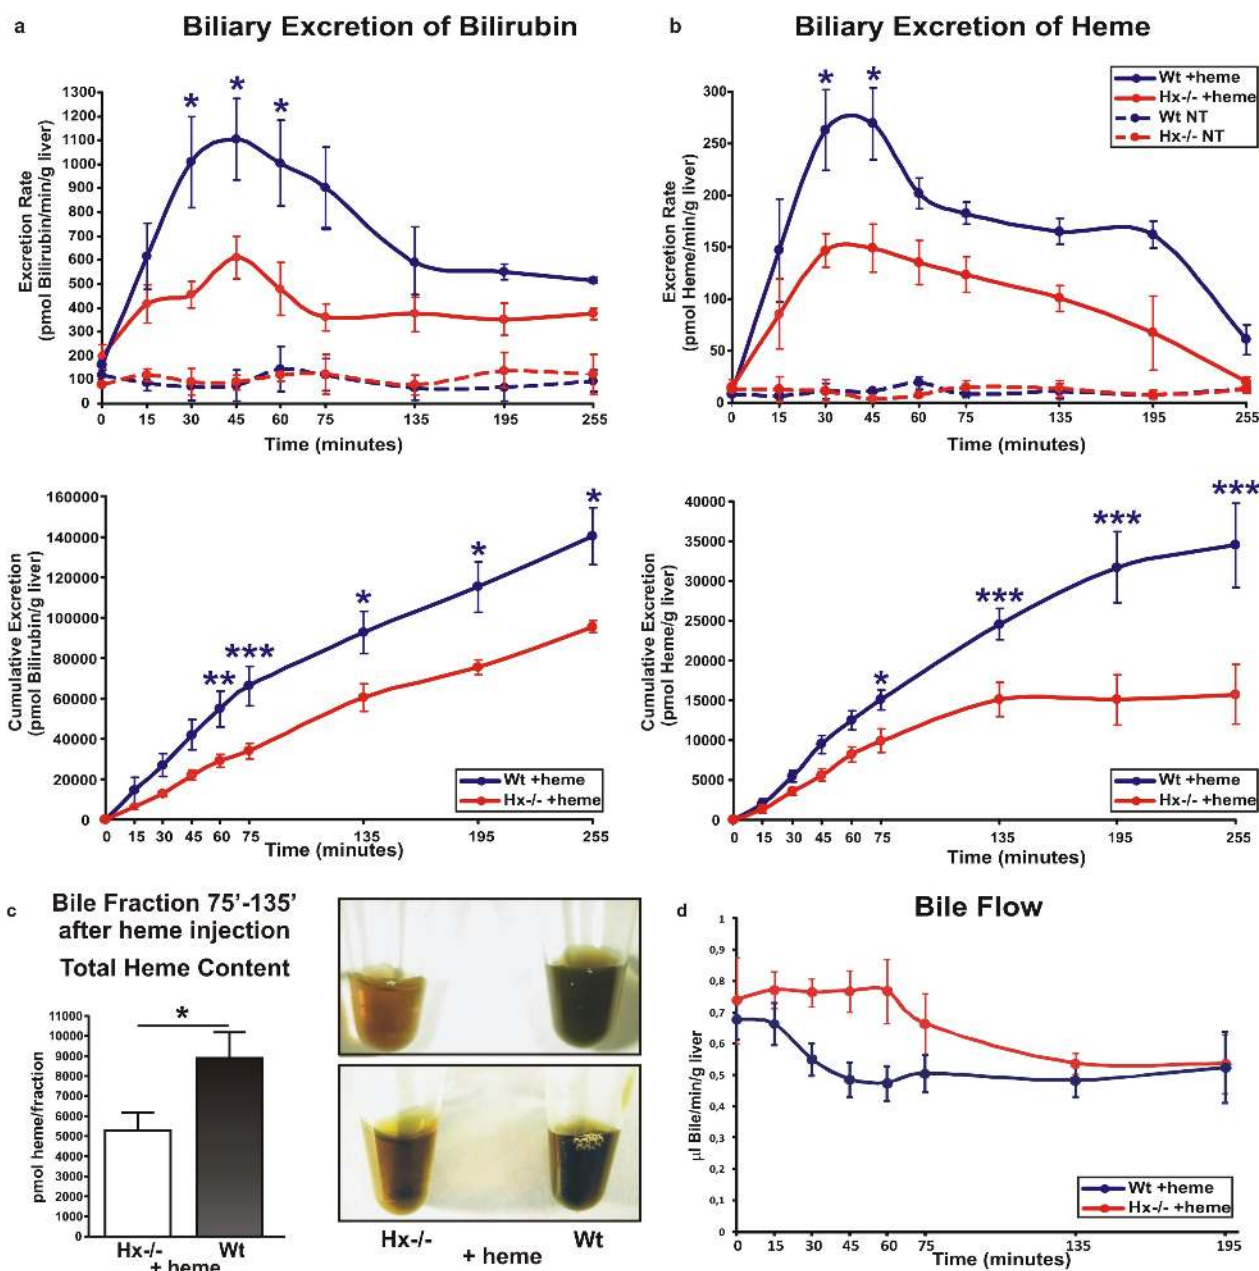 a
Biliary Excretion of Bilirubin
Excretion Rate
(pmol Bilirubin/min/g liver)
1300
1200
1100
1000
900
800
700
600
500
400
300
200
100
0
*
*
*
0 15 30 45 60 75 135 195 255
Time (minutes)
b
Biliary Excretion of Heme
Wt +heme
Hx-/- +heme
Wt NT
Hx-/- NT
Excretion Rate
(pmol Heme/min/g liver)
300
250
200
150
100
50
0
*
*
0 15 30 45 60 75 135 195 255
Time (minutes)
Cumulative Excretion
(pmol Bilirubin/g liver)
160000
140000
120000
100000
80000
60000
40000
20000
0
**
***
*
*
*
Wt +heme
Hx-/- +heme
0 15 30 45 60 75 135 195 255
Time (minutes)
Cumulative Excretion
(pmol Heme/g liver)
40000
35000
30000
25000
20000
15000
10000
5000
0
*
***
***
***
Wt +heme
Hx-/- +heme
0 15 30 45 60 75 135 195 255
Time (minutes)
c
Bile Fraction 75’-135’
after heme injection
Total Heme Content
pmol heme/fraction
11000
10000
9000
8000
7000
6000
5000
4000
3000
2000
1000
0
*
Hx-/- Wt
+ heme
Hx-/- Wt
+ heme
d
Bile Flow
µl Bile/min/g liver
1
0,9
0,8
0,7
0,6
0,5
0,4
0,3
0,2
0,1
0
Wt +heme
Hx-/- +heme
0 15 30 45 60 75 135 195
Time (minutes)